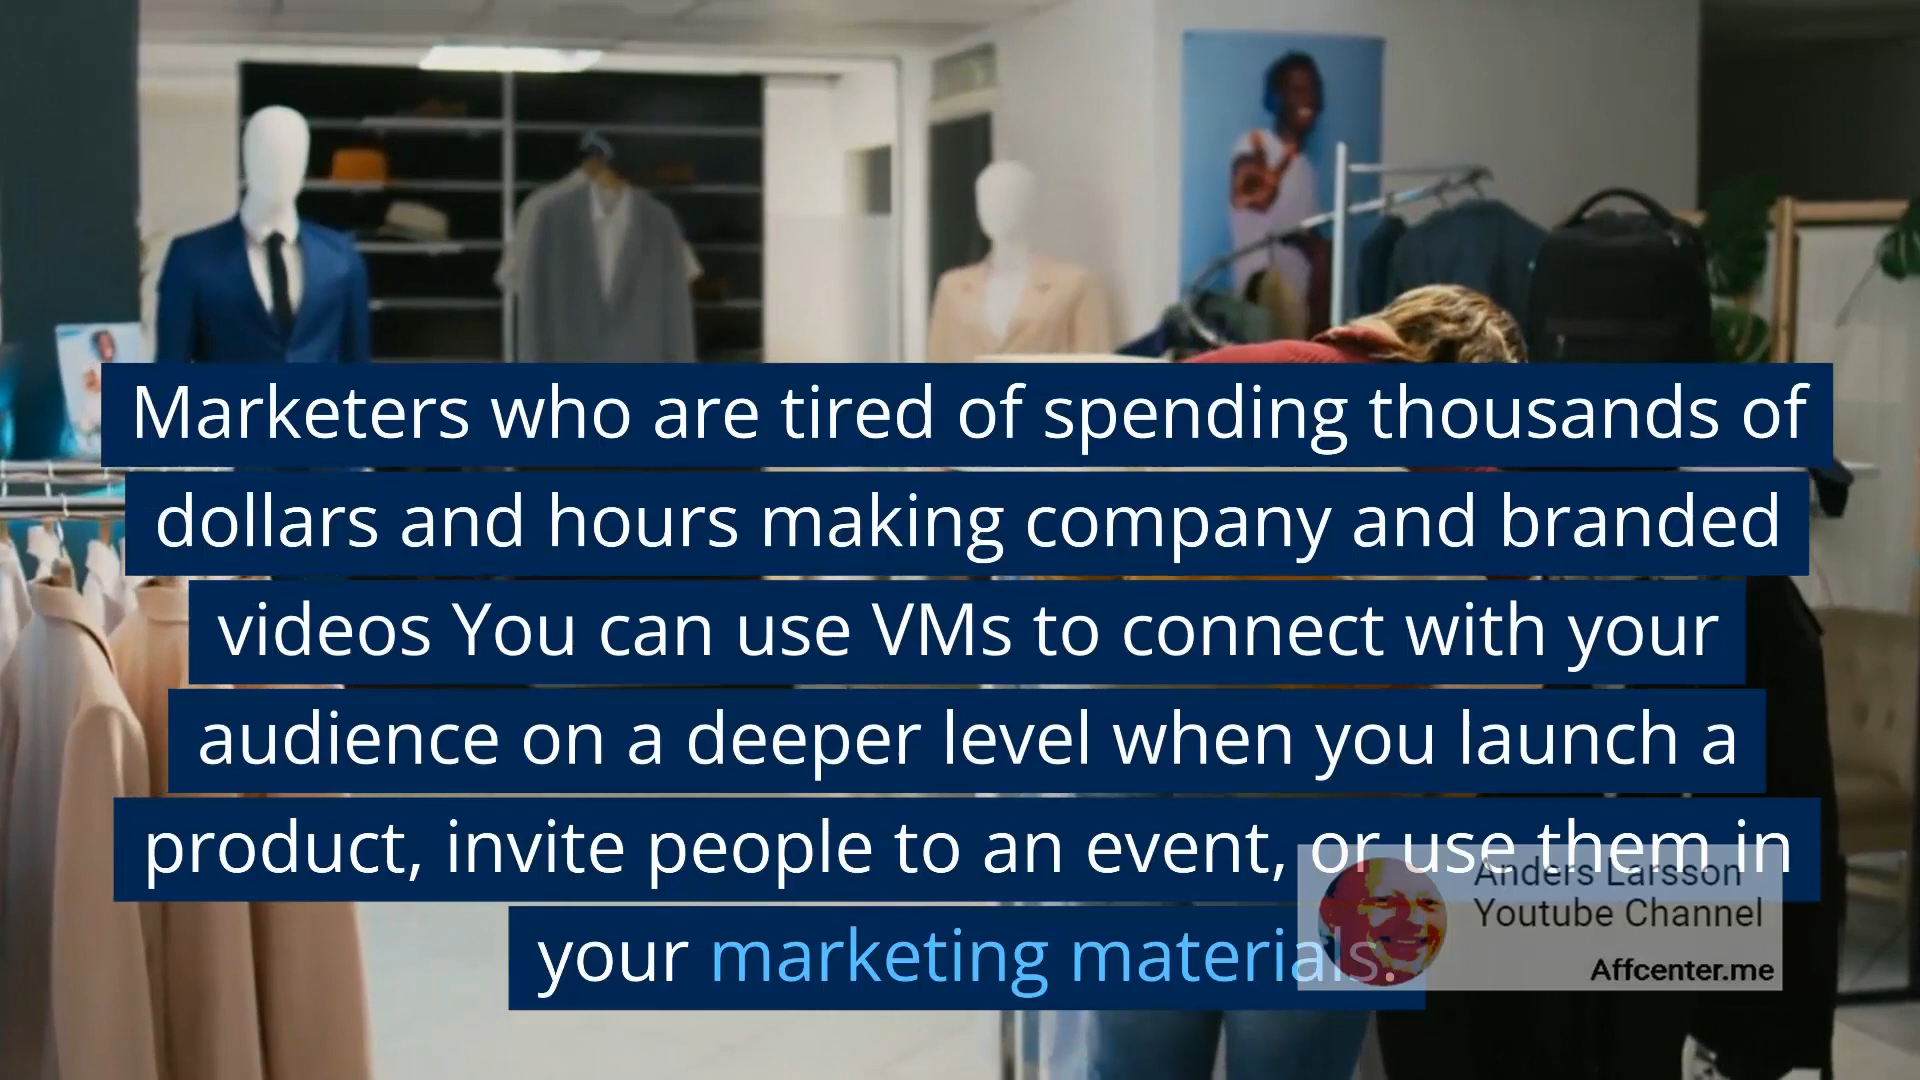 Marketers who are tired of spending thousands of
dollars and hours making company and branded
videos You can use VMs to connect with your
audience on a deeper level when you launch a
product, invite people to an event, or use them in
your marketing materials.
Anders Larsson
Youtube Channel
Affcenter.me